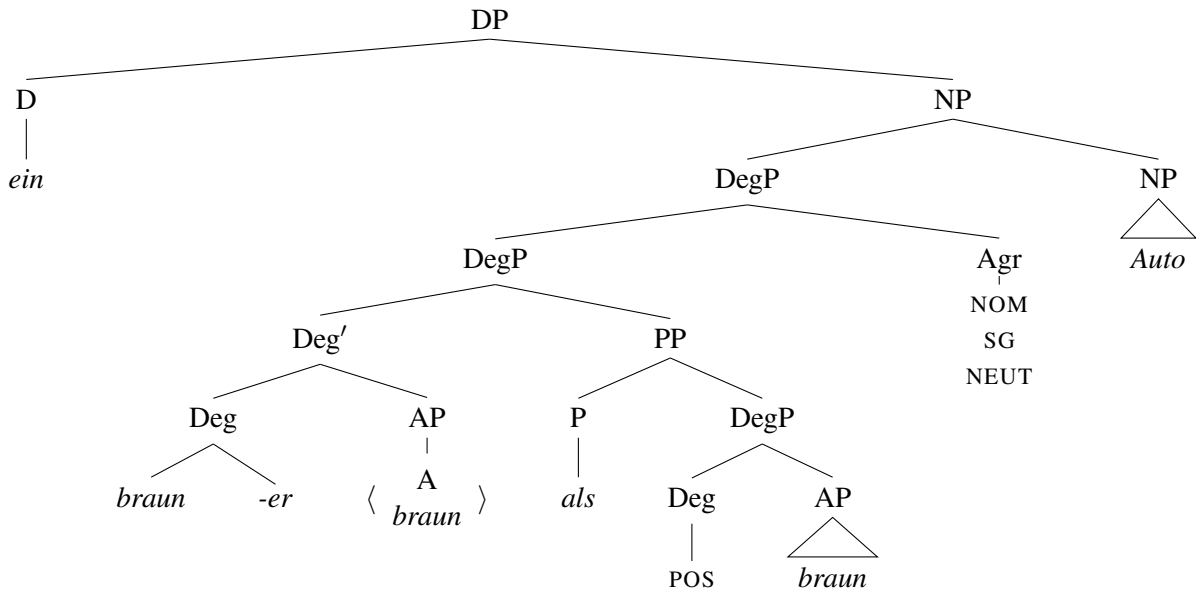 DP
D NP
ein DegP NP
DegP Agr Auto
NOM
Deg′ PP SG
NEUT
Deg AP P DegP
braun -er ⟨ A braun ⟩ als Deg AP
POS braun